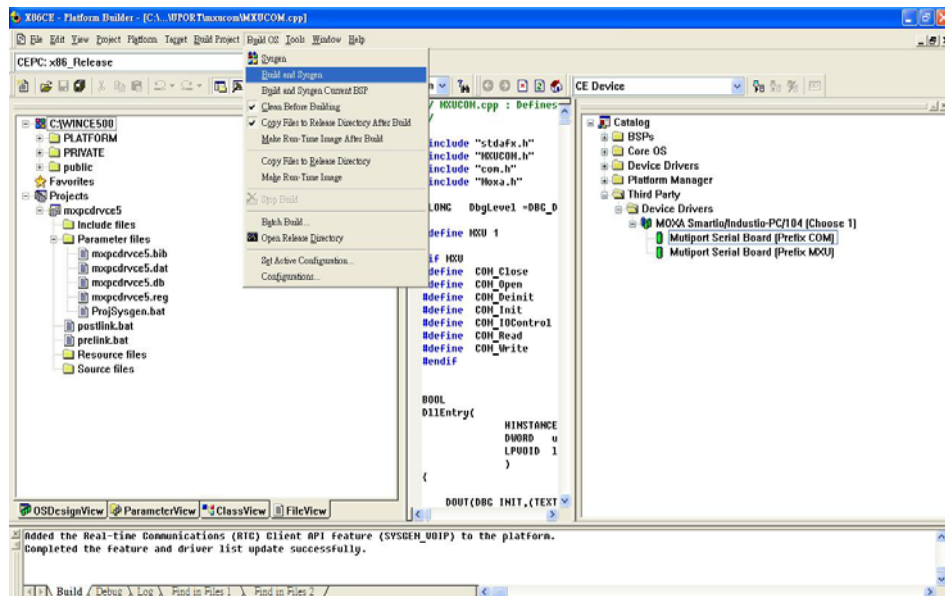 X86CE - Platform Builder - [C:\...\UPORT\mxucom\MXUCOM.cpp]
File Edit View Project Platform Target Build Project Build OS Tools Window Help
CEPC: x86_Release
CE Device
Sysgen
Build and Sysgen
Build and Sysgen Current BSP
Clean Before Building
Copy Files to Release Directory After Build
Make Run-Time Image After Build
Copy Files to Release Directory
Make Run-Time Image
Stop Build
Batch Build...
Open Release Directory
Set Active Configuration...
Configurations...
C:\WINCE500
PLATFORM
PRIVATE
public
Favorites
Projects
mxpcdrvce5
Include files
Parameter files
mxpcdrvce5.bib
mxpcdrvce5.dat
mxpcdrvce5.db
mxpcdrvce5.reg
ProjSysgen.bat
postlink.bat
prelink.bat
Resource files
Source files
OSDesignView ParameterView ClassView FileView
/ MXUCOM.cpp : Defines
/
include "stdafx.h"
include "MXUCOM.h"
include "com.h"
include "Moxa.h"
LONG DbgLevel =DBG_D
define MXU 1
if MXU
define COM_Close
define COM_Open
#define COM_Deinit
#define COM_Init
#define COM_IOControl
#define COM_Read
#define COM_Write
#endif
BOOL
DllEntry(
HINSTANCE
DWORD u
LPVOID l
)
{
DOUT(DBG_INIT,(TEXT
Catalog
BSPs
Core OS
Device Drivers
Platform Manager
Third Party
Device Drivers
MOXA Smartio/Industio-PC/104 [Choose 1]
Mutiport Serial Board [Prefix COM]
Mutiport Serial Board [Prefix MXU]
Added the Real-time Communications (RTC) Client API feature (SYSGEN_VOIP) to the platform.
Completed the feature and driver list update successfully.
Build Debug Log Find in Files 1 Find in Files 2